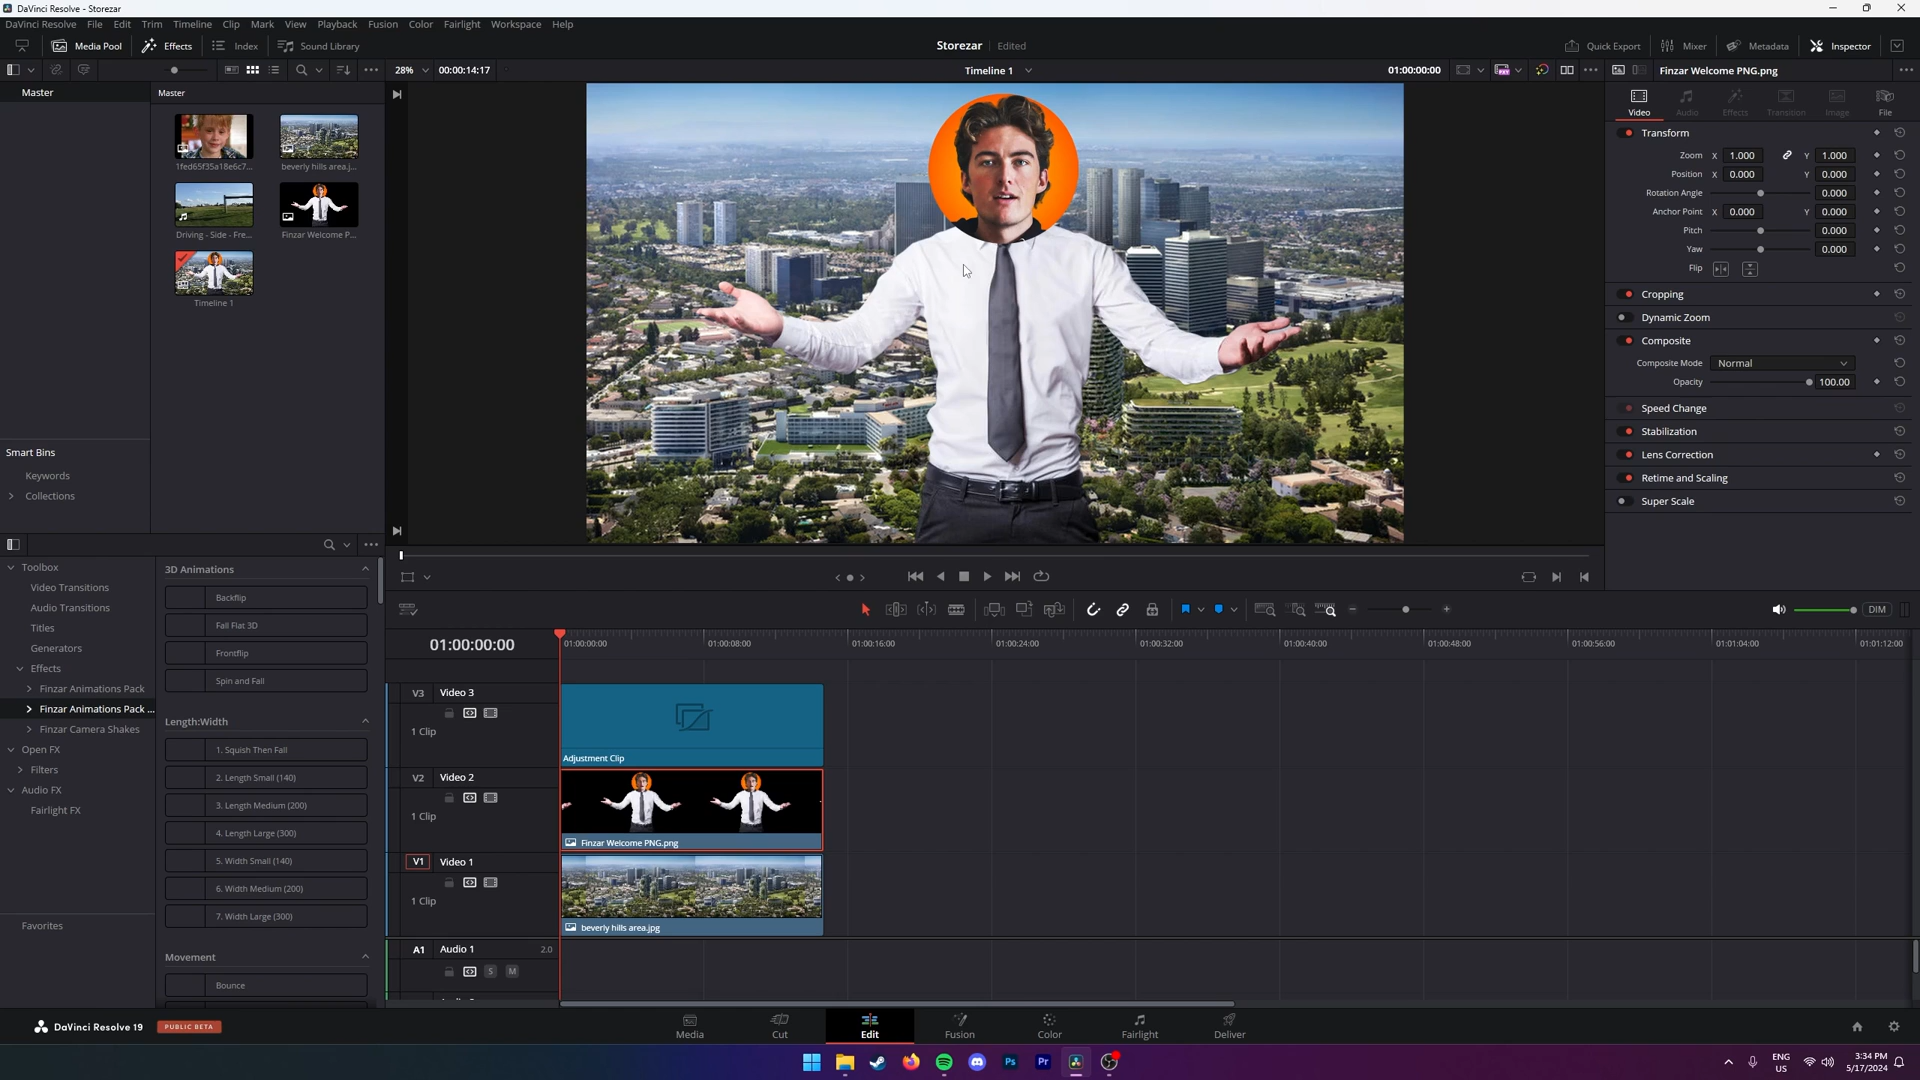 DaVinci Resolve - Storezar
DaVinci Resolve File Edit Trim Timeline Clip Mark View Playback Fusion Color Fairlight Workspace Help
Media Pool Effects Index Sound Library Storezar Edited Quick Export Mixer Metadata Inspector
28% 00:00:14:17 Timeline 1 01:00:00:00 Finzar Welcome PNG.png
Master Master
Video Audio Effects Transition Image File
1fed65f35a18e6c7... beverly hills area.j...
Driving - Side - Fre... Finzar Welcome P...
Timeline 1
Transform
Zoom X 1.000 Y 1.000
Position X 0.000 Y 0.000
Rotation Angle 0.000
Anchor Point X 0.000 Y 0.000
Pitch 0.000
Yaw 0.000
Flip
Cropping
Dynamic Zoom
Composite
Composite Mode Normal
Opacity 100.00
Speed Change
Stabilization
Lens Correction
Retime and Scaling
Super Scale
Smart Bins
Keywords
Collections
Toolbox
Video Transitions
Audio Transitions
Titles
Generators
Effects
Finzar Animations Pack
Finzar Animations Pack ...
Finzar Camera Shakes
Open FX
Filters
Audio FX
Fairlight FX
Favorites
3D Animations
Backflip
Fall Flat 3D
Frontflip
Spin and Fall
Length:Width
1. Squish Then Fall
2. Length Small (140)
3. Length Medium (200)
4. Length Large (300)
5. Width Small (140)
6. Width Medium (200)
7. Width Large (300)
Movement
Bounce
DIM
01:00:00:00 01:00:00:00 01:00:08:00 01:00:16:00 01:00:24:00 01:00:32:00 01:00:40:00 01:00:48:00 01:00:56:00 01:01:04:00 01:01:12:00
V3 Video 3
1 Clip
Adjustment Clip
V2 Video 2
1 Clip
Finzar Welcome PNG.png
V1 Video 1
1 Clip
beverly hills area.jpg
A1 Audio 1 2.0
S M
DaVinci Resolve 19 PUBLIC BETA
Media Cut Edit Fusion Color Fairlight Deliver
Ps Pr
ENG
US
3:34 PM
5/17/2024